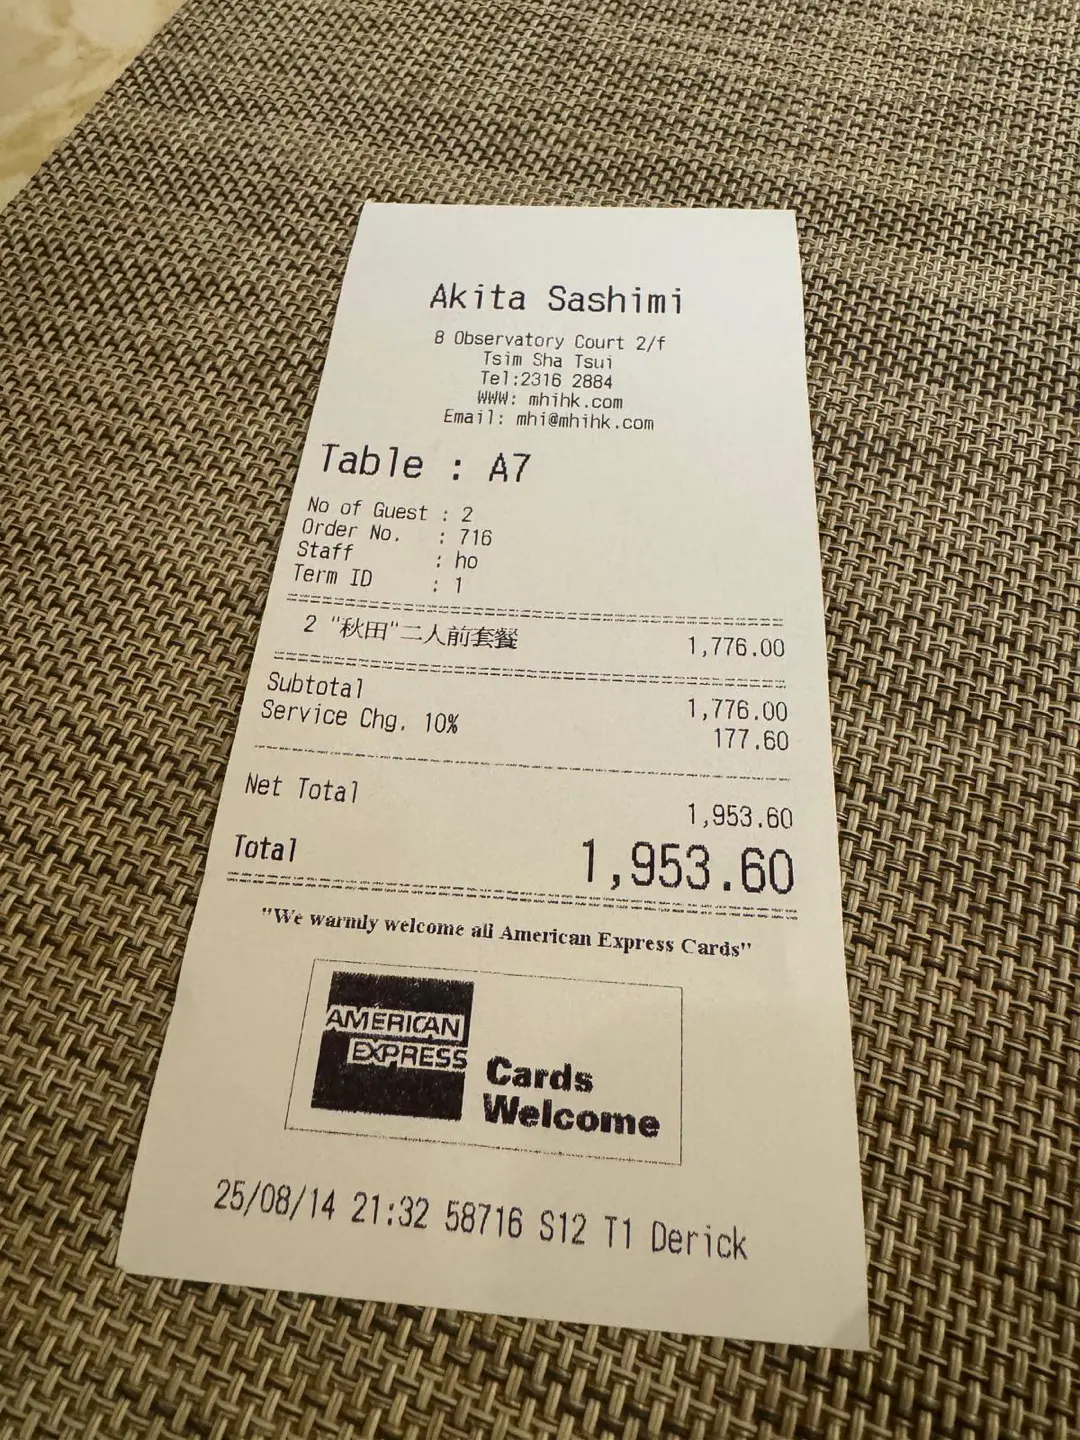 Akita Sashimi
8 Observatory Court 2/f
Tsim Sha Tsui
Tel:2316 2884
WWW: mhihk.com
Email: mhi@mhihk.com
Table : A7
No of Guest : 2
Order No. : 716
Staff : ho
Term ID : 1
2 "秋田"二人前套餐 1,776.00
Subtotal 1,776.00
Service Chg. 10% 177.60
Net Total 1,953.60
Total 1,953.60
"We warmly welcome all American Express Cards"
AMERICAN
EXPRESS
Cards
Welcome
25/08/14 21:32 58716 S12 T1 Derick